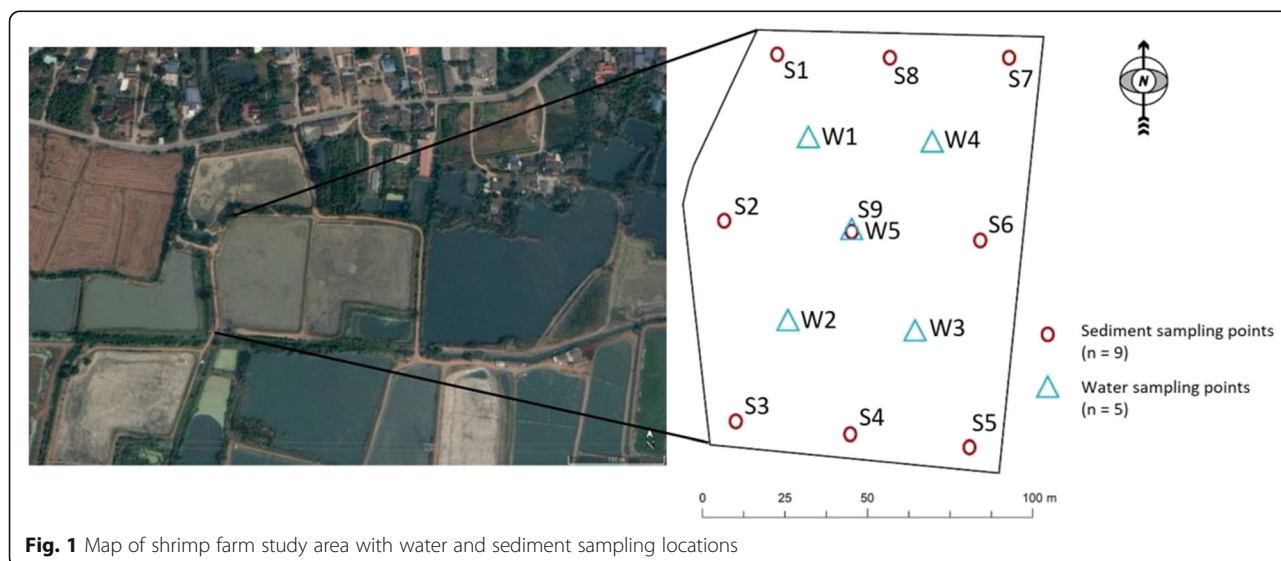 S1
S8
S7
N
W1
W4
S2
S9
W5
S6
W2
W3
Sediment sampling points
(n = 9)
Water sampling points
(n = 5)
S3
S4
S5
N
100 m
0 25 50 100 m
Fig. 1 Map of shrimp farm study area with water and sediment sampling locations